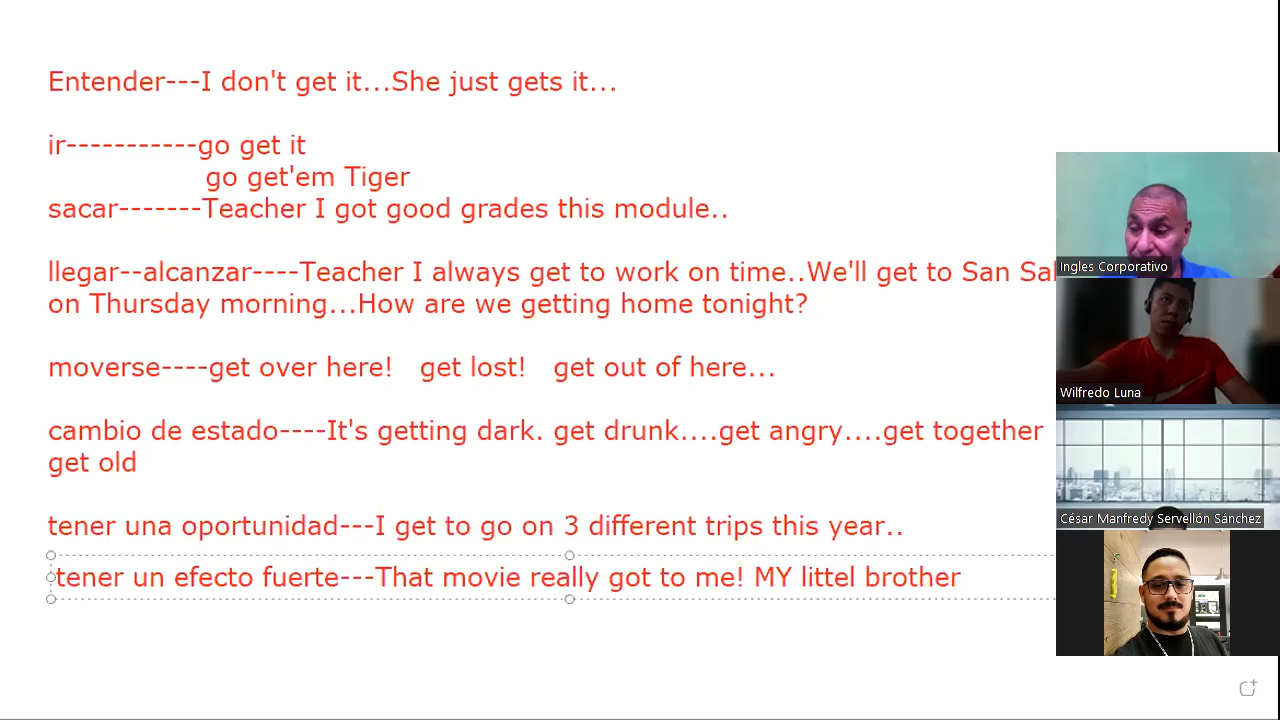 Entender---I don't get it...She just gets it...
ir-----------go get it
go get'em Tiger
sacar-------Teacher I got good grades this module..
llegar--alcanzar----Teacher I always get to work on time..We'll get to San Sal
on Thursday morning...How are we getting home tonight?
moverse----get over here! get lost! get out of here...
cambio de estado----It's getting dark. get drunk....get angry....get together
get old
tener una oportunidad---I get to go on 3 different trips this year..
tener un efecto fuerte---That movie really got to me! MY littel brother
Ingles Corporativo
Wilfredo Luna
César Manfredy Servellón Sánchez